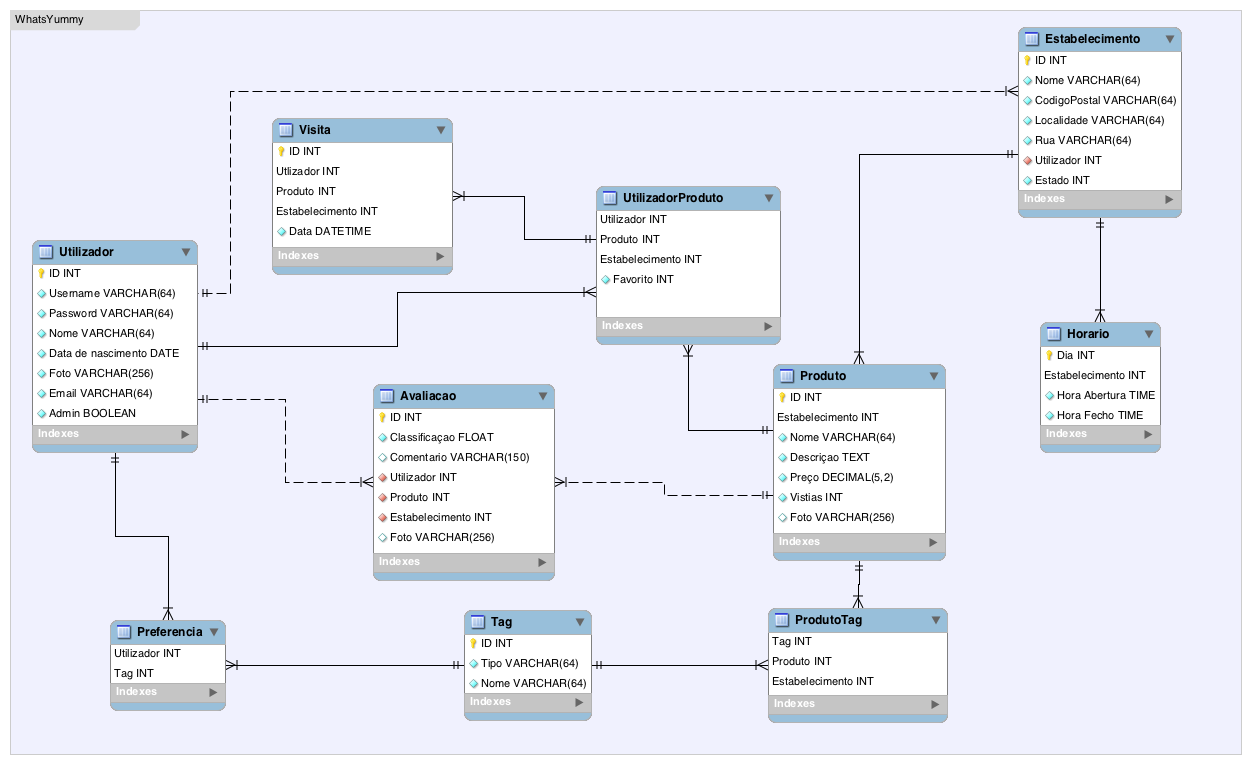 WhatsYummy
Estabelecimento
ID INT
Nome VARCHAR(64)
CodigoPostal VARCHAR(64)
Localidade VARCHAR(64)
Rua VARCHAR(64)
Utilizador INT
Estado INT
Indexes
Visita
ID INT
Utlizador INT
Produto INT
Estabelecimento INT
Data DATETIME
Indexes
UtilizadorProduto
Utilizador INT
Produto INT
Estabelecimento INT
Favorito INT
Indexes
Utilizador
ID INT
Username VARCHAR(64)
Password VARCHAR(64)
Nome VARCHAR(64)
Data de nascimento DATE
Foto VARCHAR(256)
Email VARCHAR(64)
Admin BOOLEAN
Indexes
Horario
Dia INT
Estabelecimento INT
Hora Abertura TIME
Hora Fecho TIME
Indexes
Produto
ID INT
Estabelecimento INT
Nome VARCHAR(64)
Descriçao TEXT
Preço DECIMAL(5,2)
Vistias INT
Foto VARCHAR(256)
Indexes
Avaliacao
ID INT
Classificaçao FLOAT
Comentario VARCHAR(150)
Utilizador INT
Produto INT
Estabelecimento INT
Foto VARCHAR(256)
Indexes
Preferencia
Utilizador INT
Tag INT
Indexes
Tag
ID INT
Tipo VARCHAR(64)
Nome VARCHAR(64)
Indexes
ProdutoTag
Tag INT
Produto INT
Estabelecimento INT
Indexes